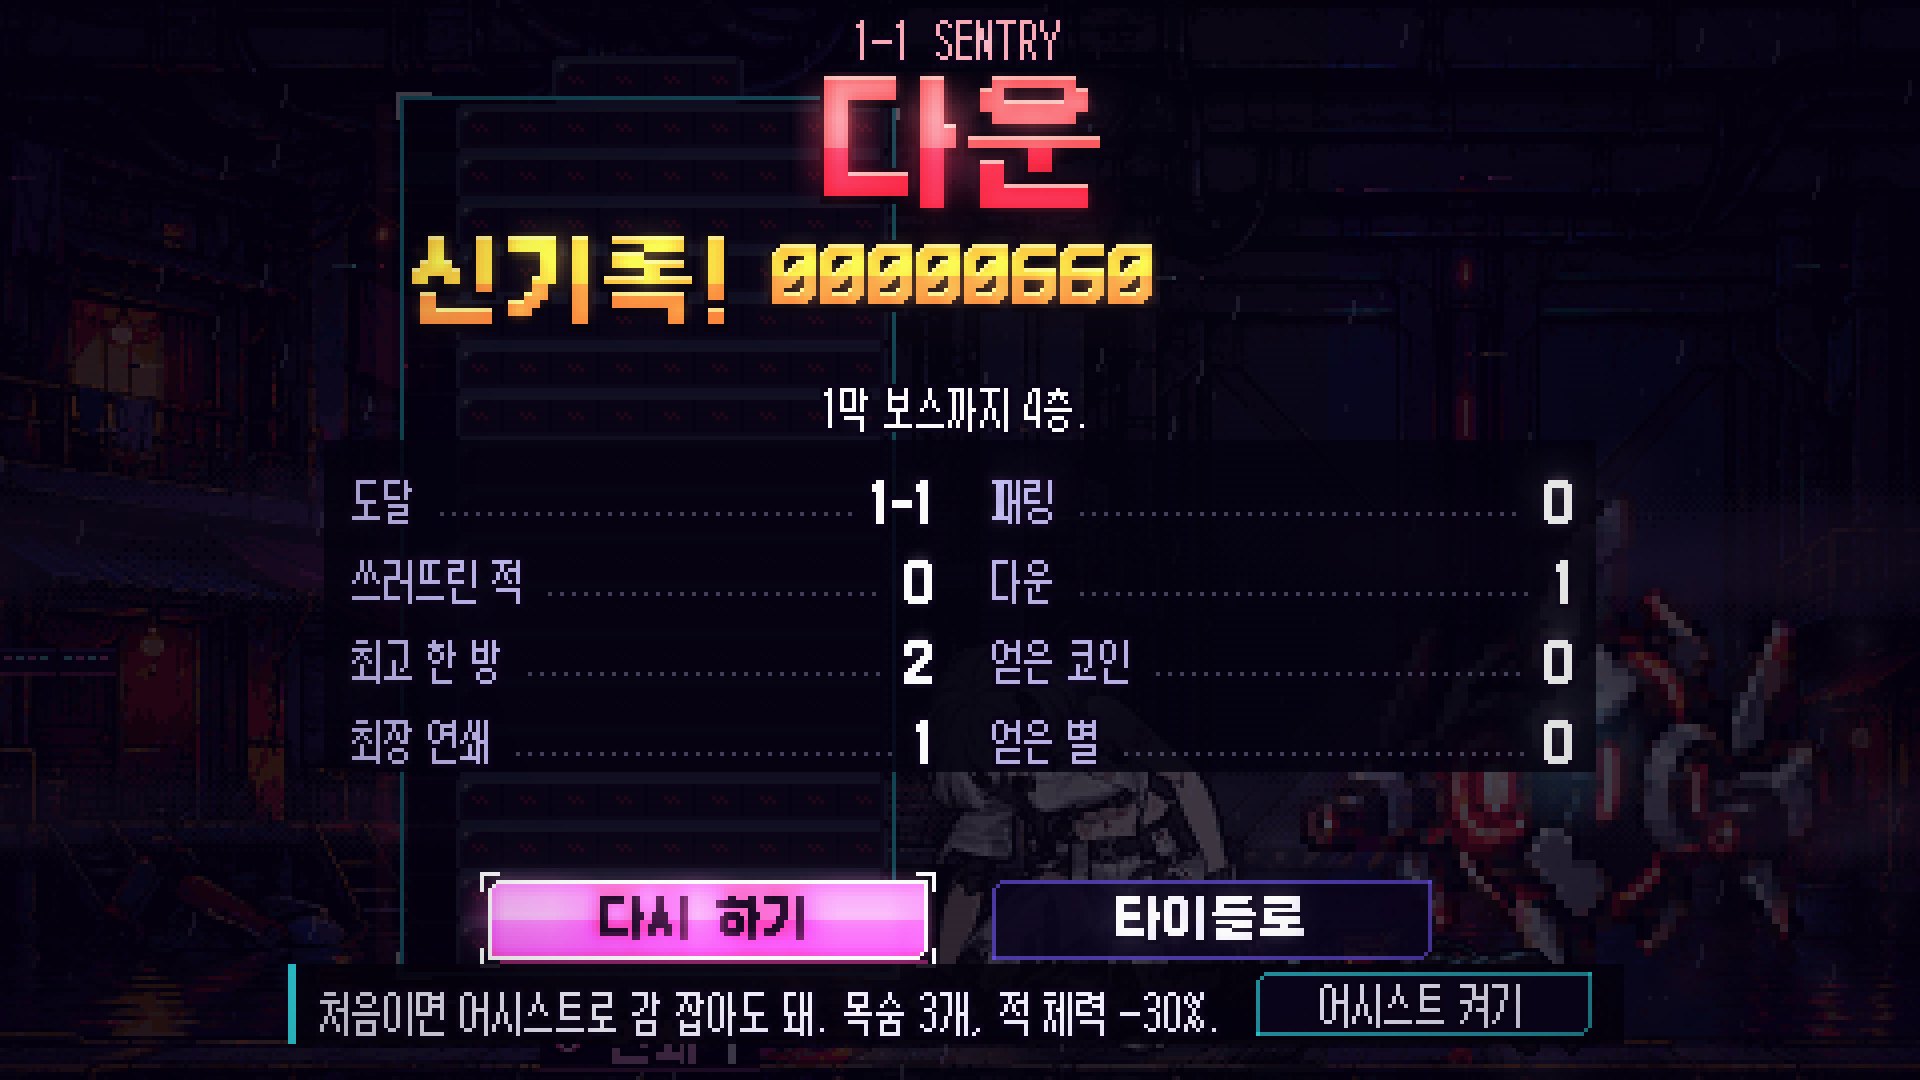 1-1 SENTRY
다운
신기록! 00000660
1막 보스까지 4층.
도달 1-1 패링 0
쓰러뜨린 적 0 다운 1
최고 한 방 2 얻은 코인 0
최장 연쇄 1 얻은 별 0
다시 하기 타이틀로
처음이면 어시스트로 감 잡아도 돼. 목숨 3개, 적 체력 -30%. 어시스트 켜기